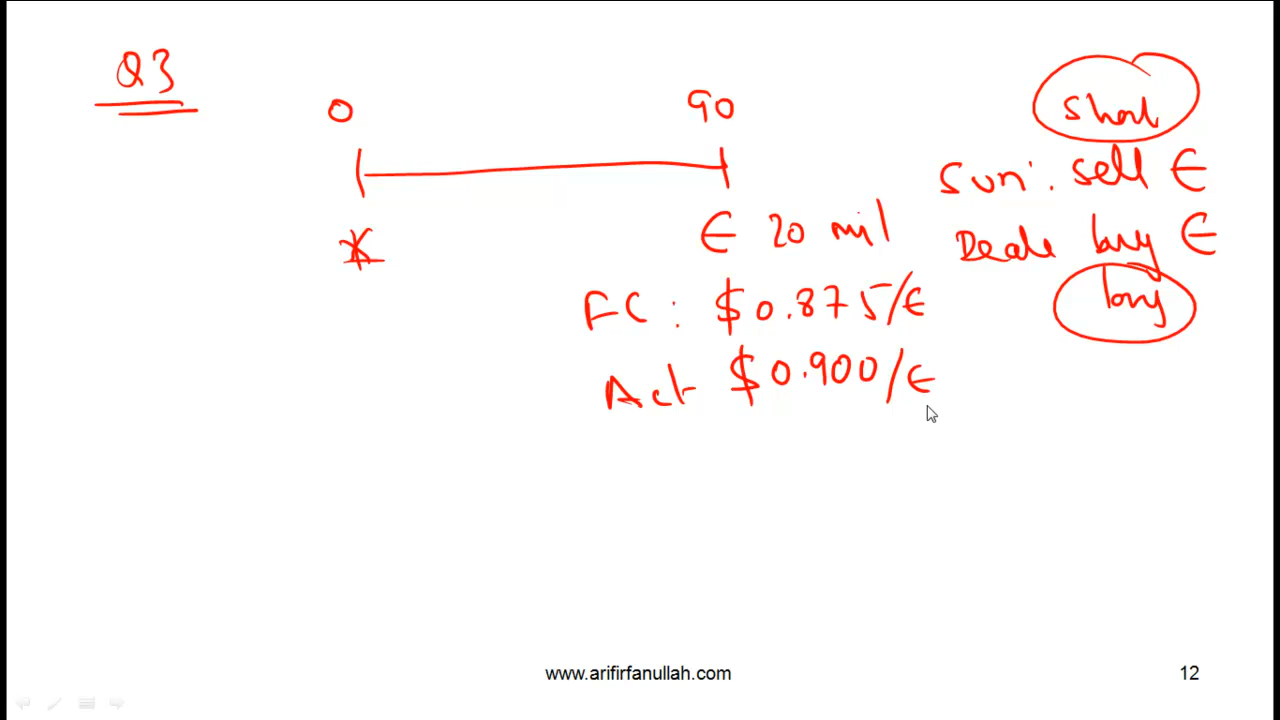 Q3
0 90
Short
Sun: sell €
€ 20 mil
Deale buy €
FC: $0.875/€
long
Act $0.900/€
www.arifirfanullah.com
12